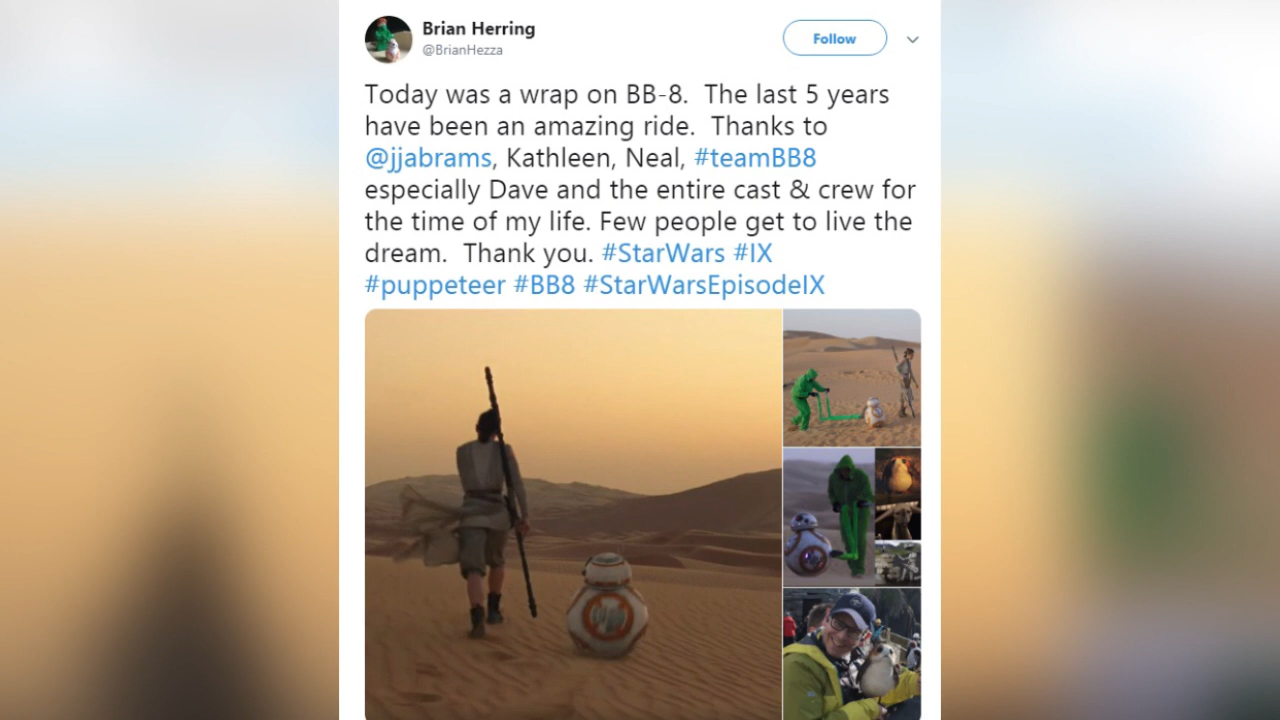 Brian Herring
@BrianHezza
Follow
Today was a wrap on BB-8.  The last 5 years
have been an amazing ride.  Thanks to
@jjabrams, Kathleen, Neal, #teamBB8
especially Dave and the entire cast & crew for
the time of my life. Few people get to live the
dream.  Thank you. #StarWars #IX
#puppeteer #BB8 #StarWarsEpisodeIX